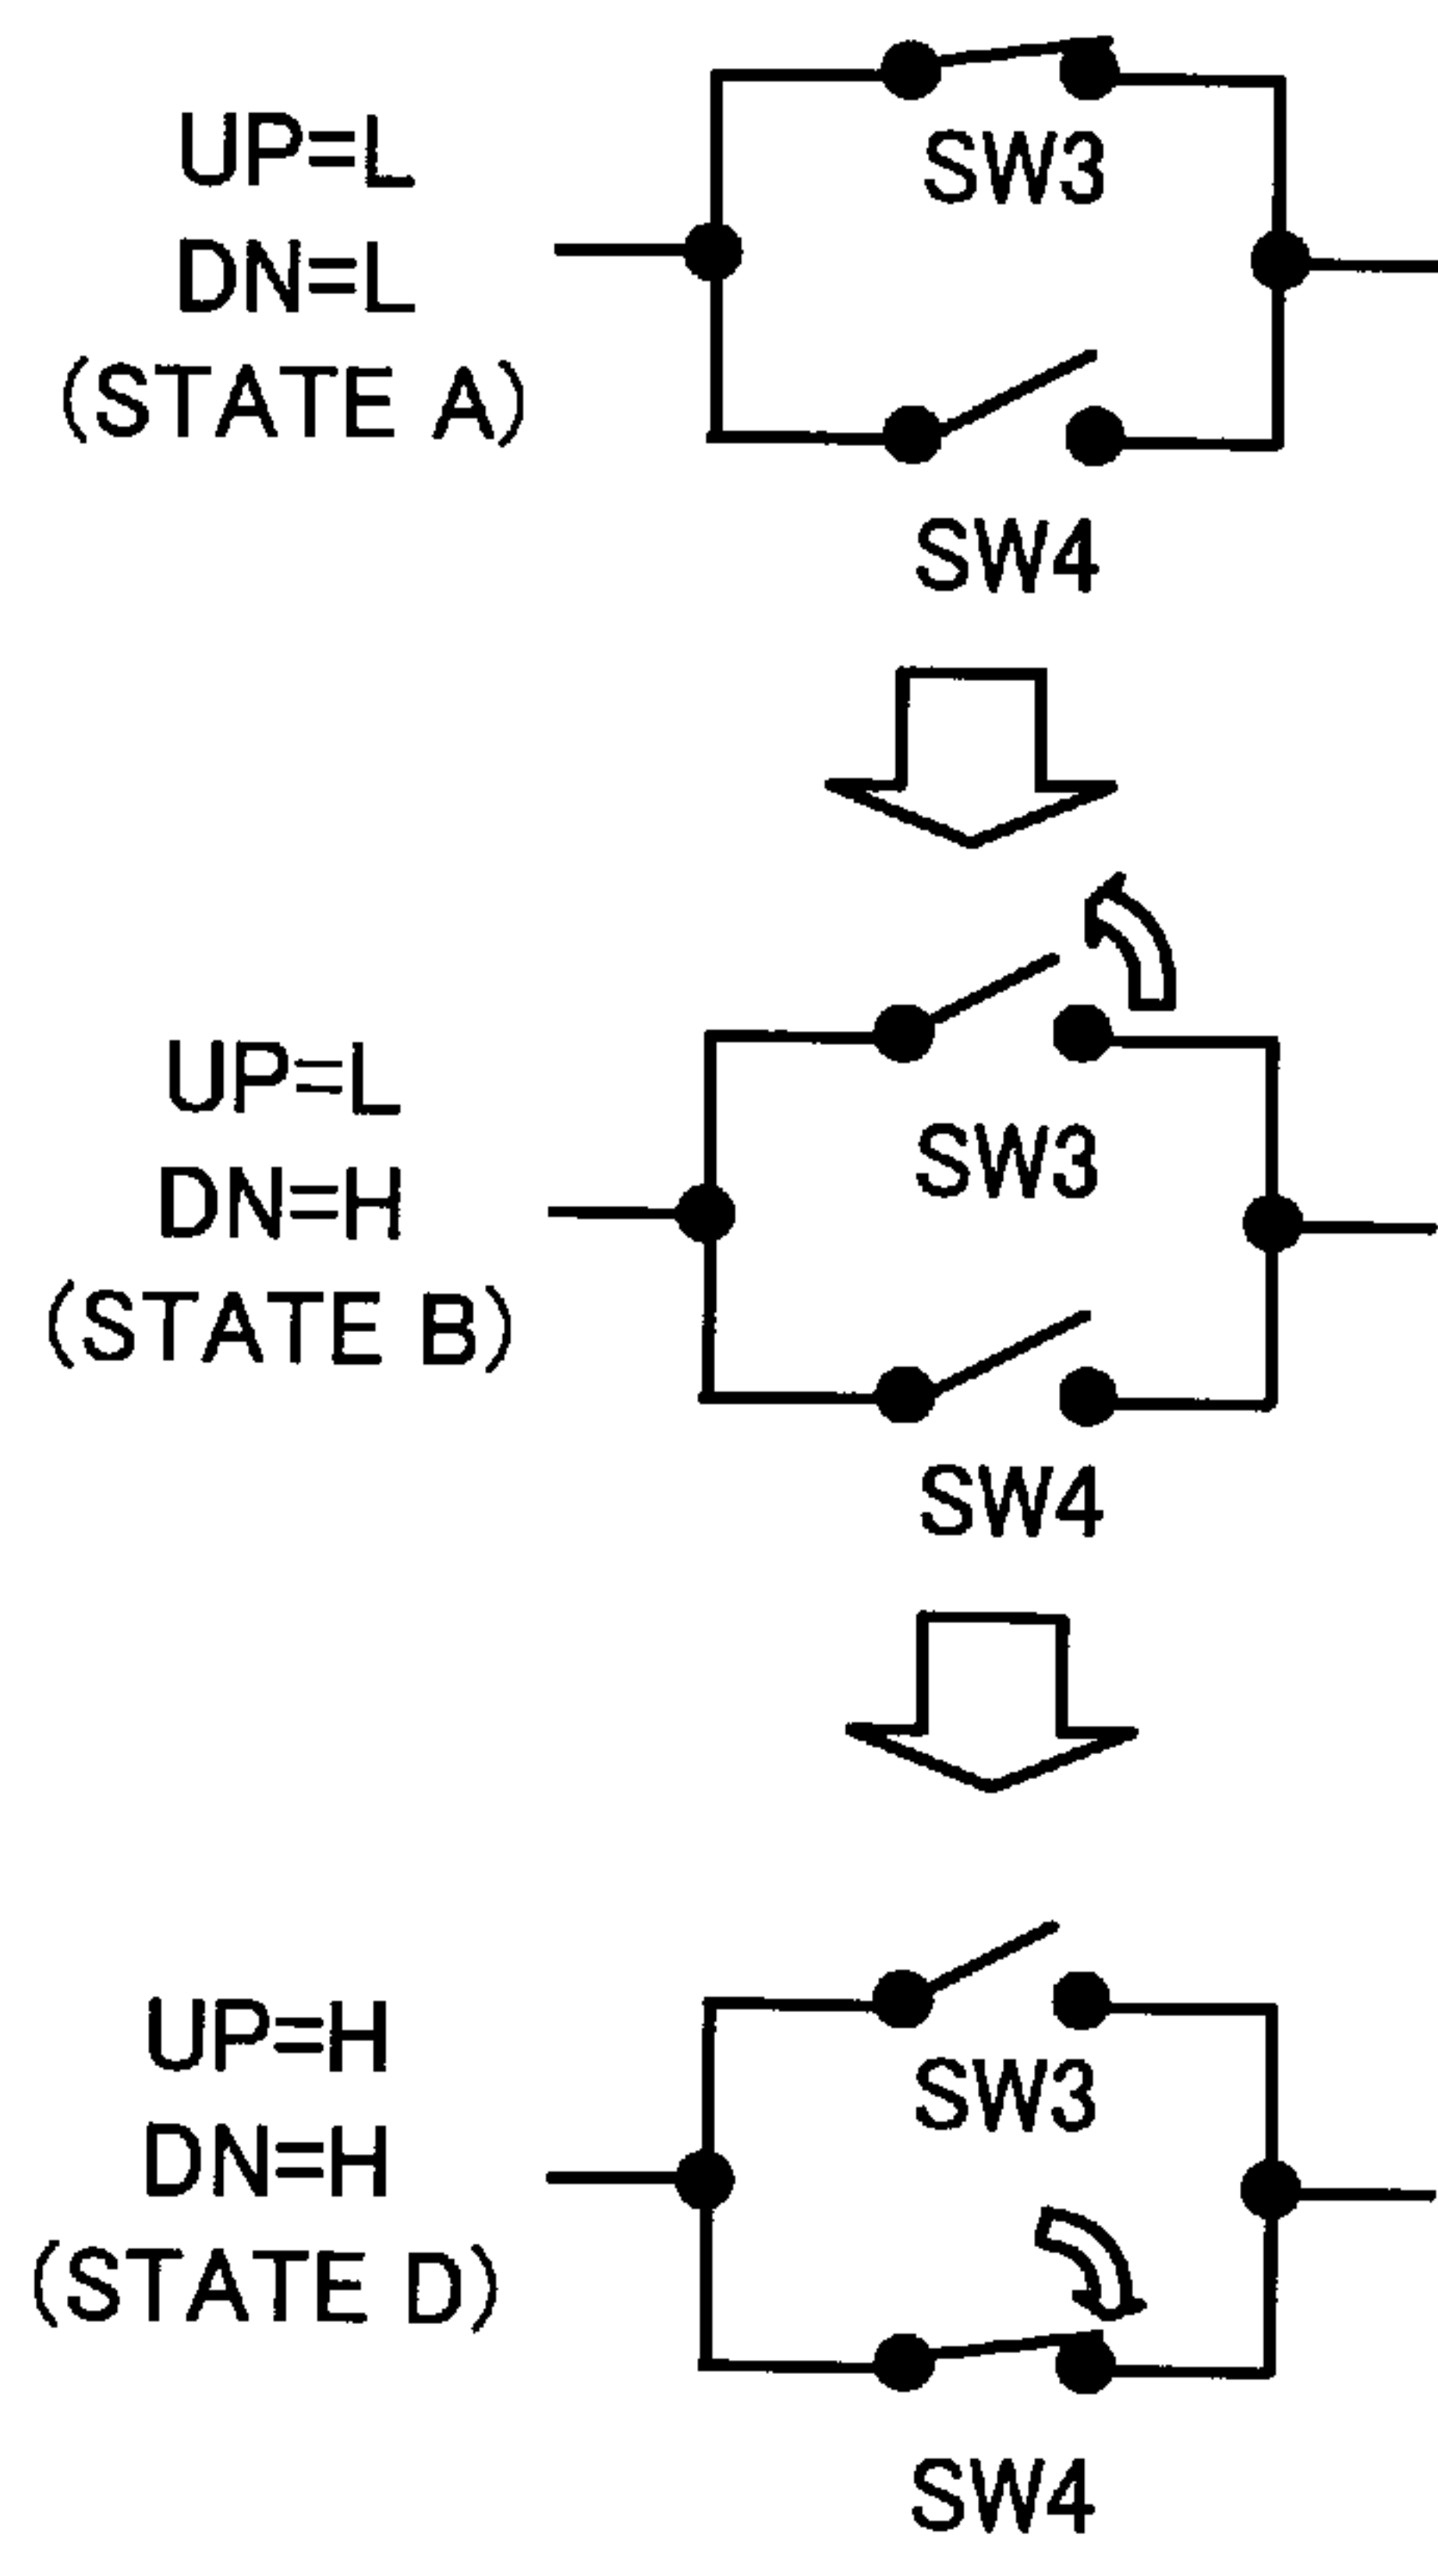 UP=L
DN=L
(STATE A)
SW3
SW4
UP=L
DN=H
(STATE B)
SW3
SW4
UP=H
DN=H
(STATE D)
SW3
SW4